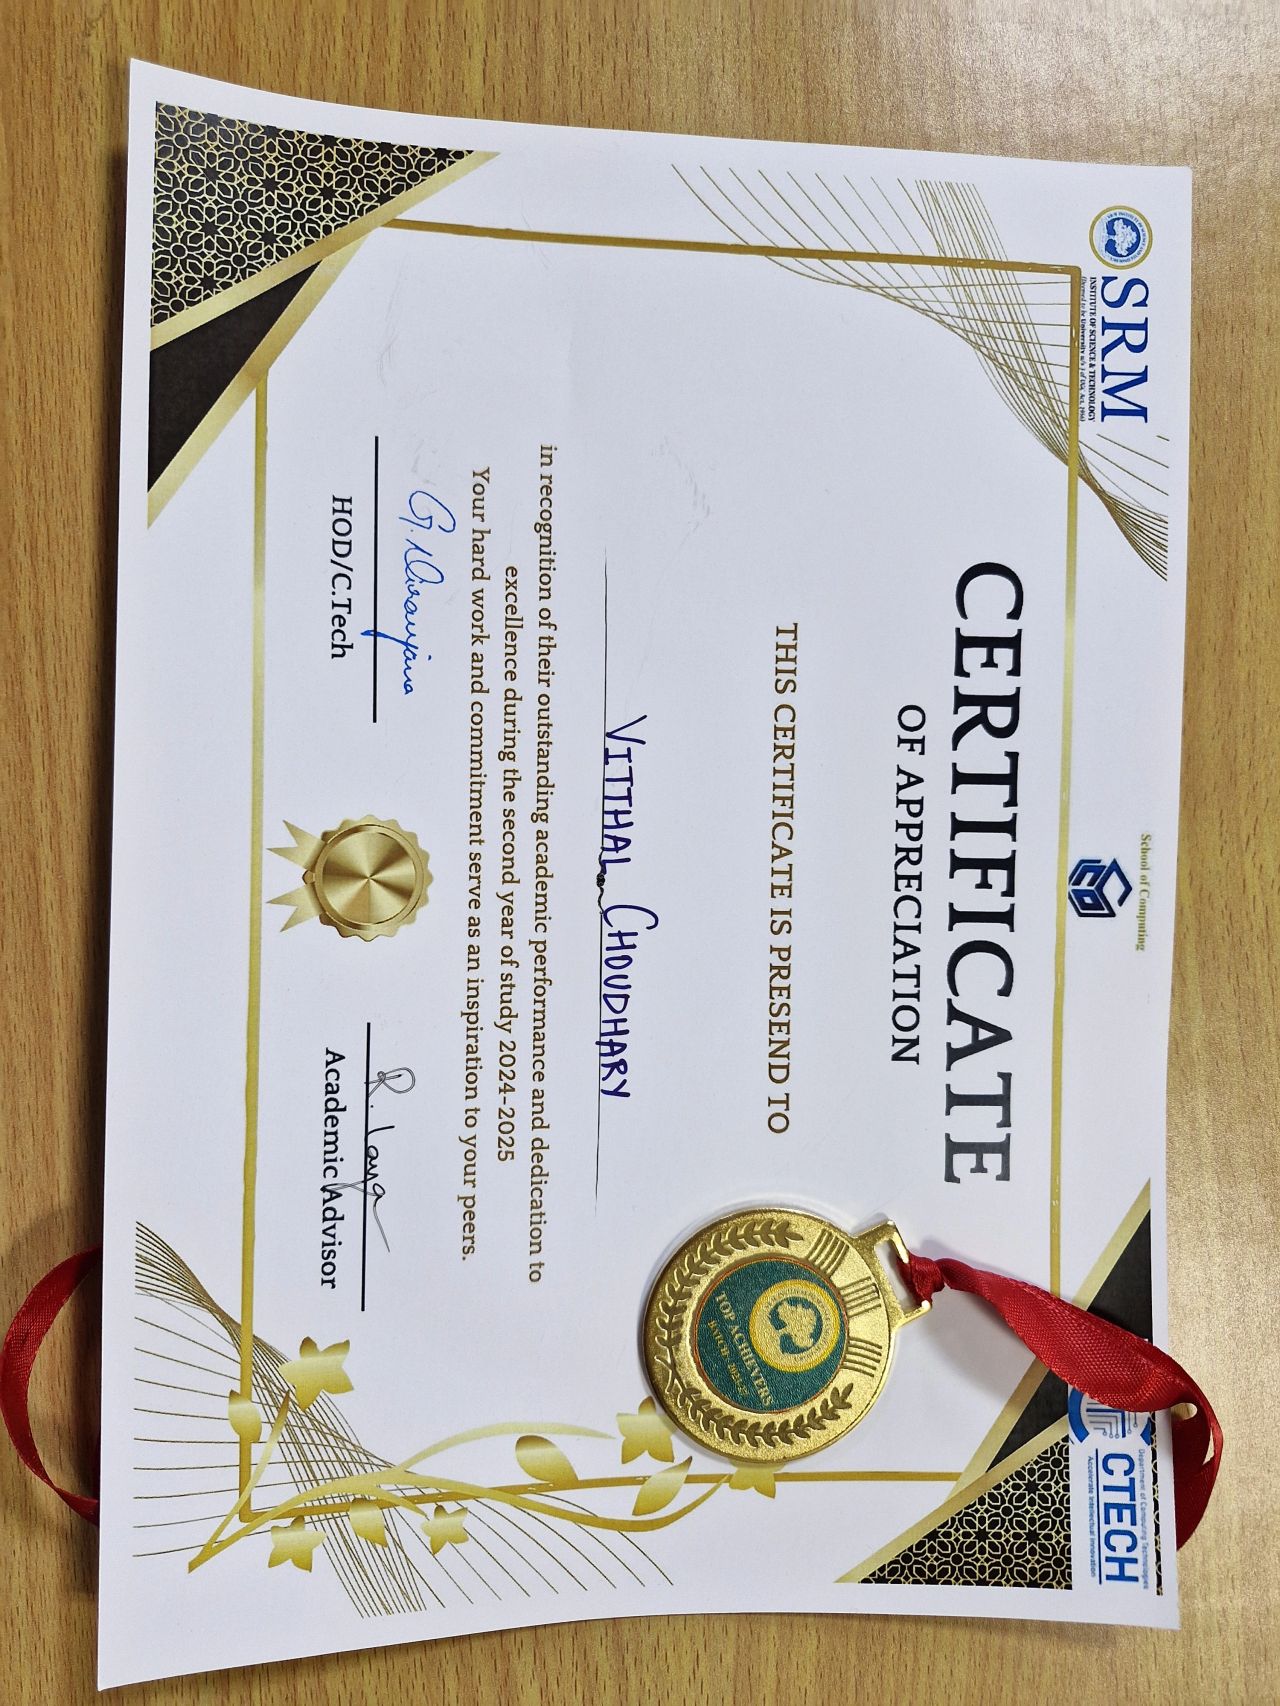 SRM
INSTITUTE OF SCIENCE & TECHNOLOGY
(Deemed to be University u/s 3 of UGC Act, 1956)
School of Computing
Department of Computing Technologies
CTECH
Accelerate Intellectual Innovation
CERTIFICATE
OF APPRECIATION
THIS CERTIFICATE IS PRESEND TO
TOP ACHIEVERS
VITTHAL CHOUDHARY
in recognition of their outstanding academic performance and dedication to
excellence during the second year of study 2024-2025
Your hard work and commitment serve as an inspiration to your peers.
G. Niranjana
R. Laya
HOD/C.Tech
Academic Advisor